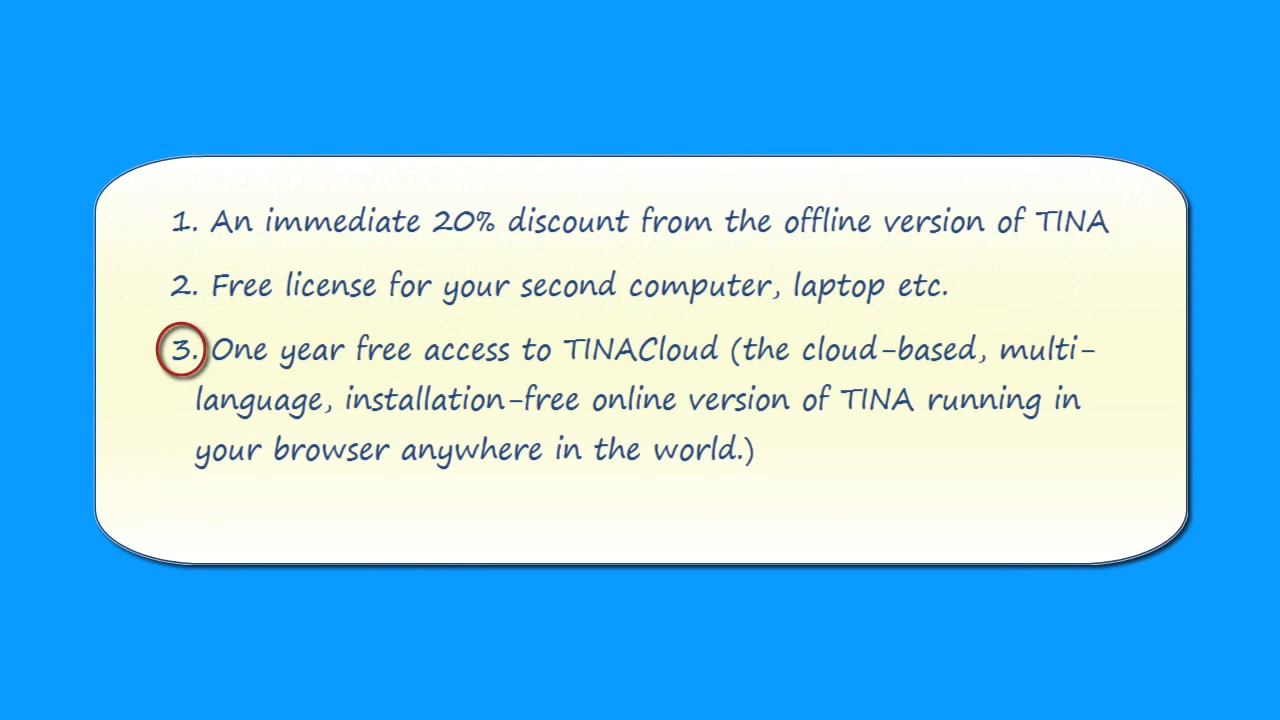 1. An immediate 20% discount from the offline version of TINA
2. Free license for your second computer, laptop etc.
3. One year free access to TINACloud (the cloud-based, multi-
language, installation-free online version of TINA running in
your browser anywhere in the world.)